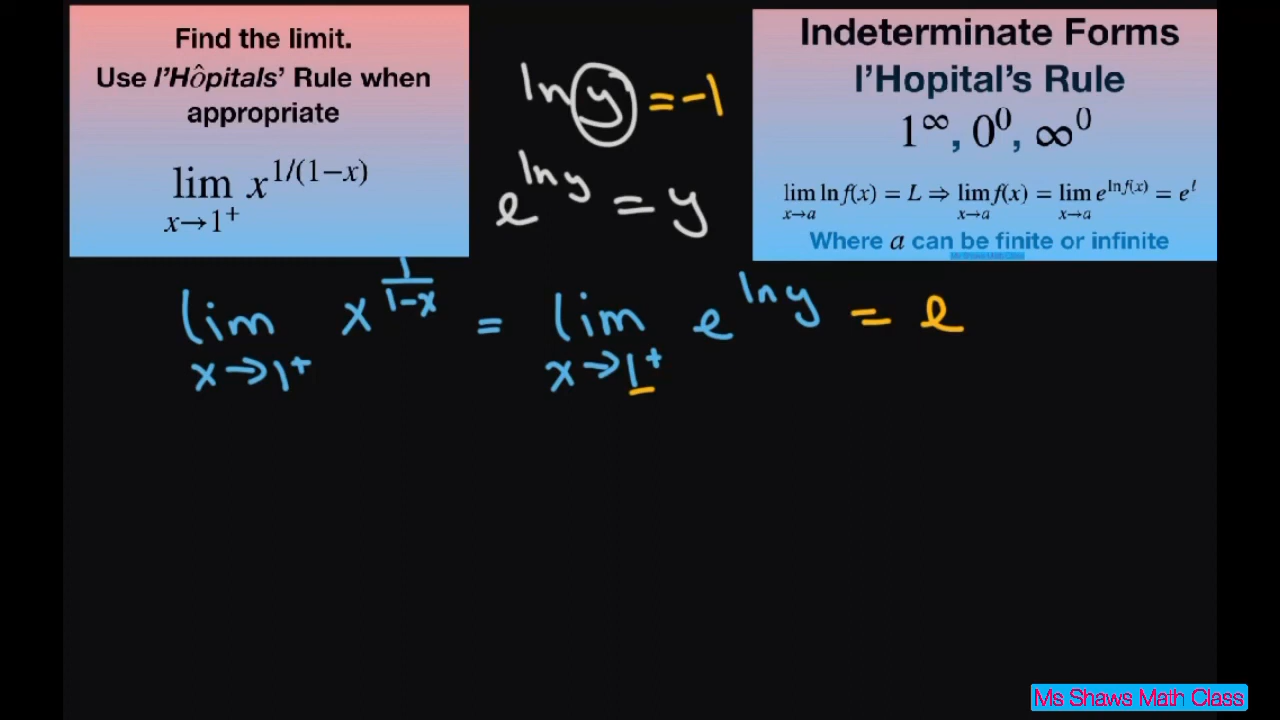 Find the limit.
Use l'Hôpitals' Rule when
appropriate
lim x^{1/(1−x)}
x→1⁺
ln y = -1
e^{ln y} = y
Indeterminate Forms
l'Hopital's Rule
1^∞, 0^0, ∞^0
lim ln f(x) = L ⇒ lim f(x) = lim e^{ln f(x)} = e^l
x→a x→a x→a
Where a can be finite or infinite
lim x^{1/(1-x)} = lim e^{ln y} = e
x→1⁺ x→1⁺
Ms Shaws Math Class